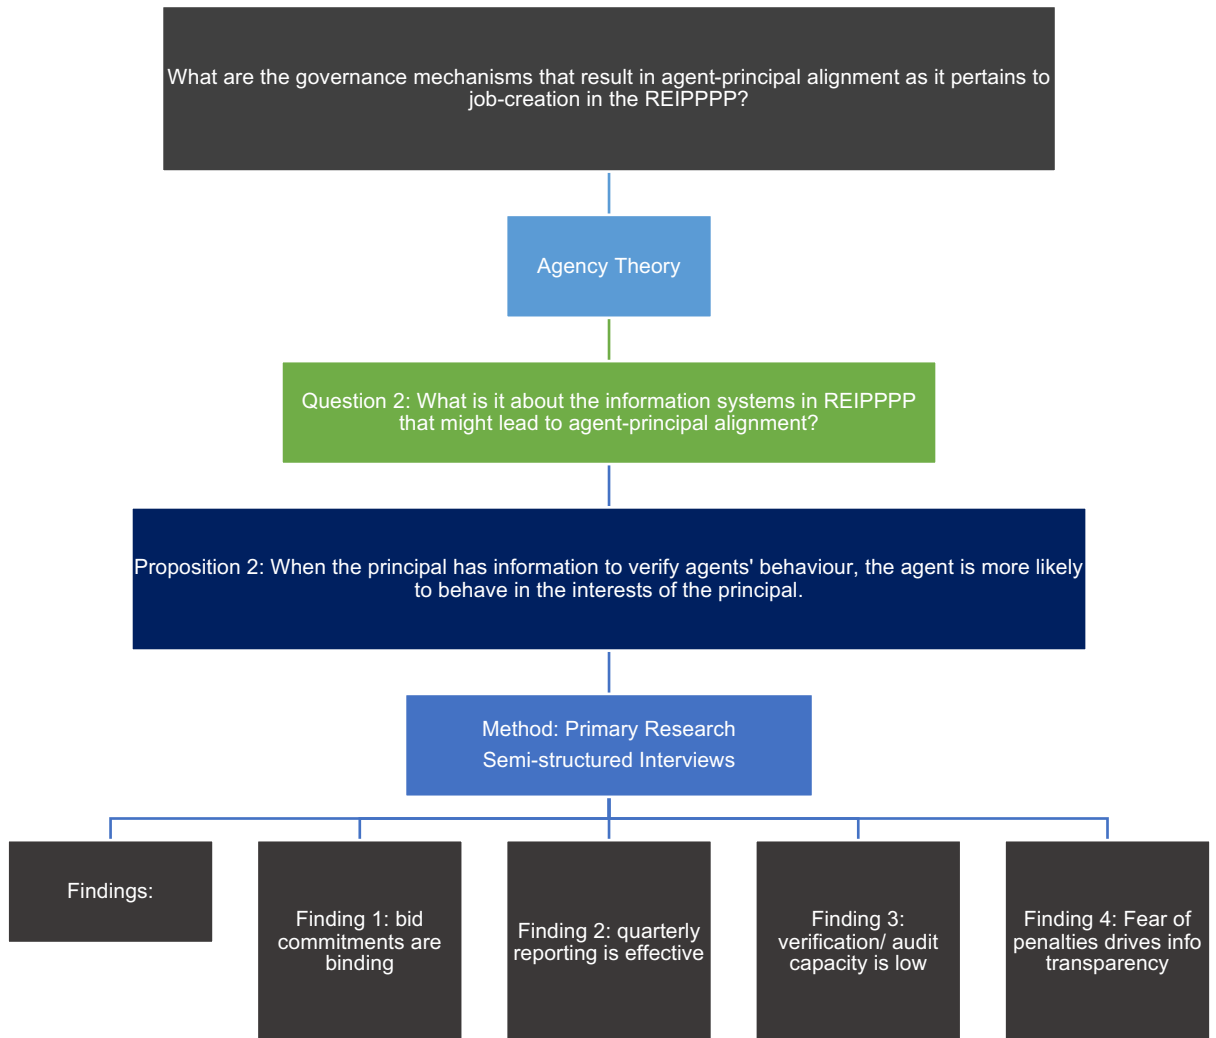 What are the governance mechanisms that result in agent-principal alignment as it pertains to
job-creation in the REIPPPP?
Agency Theory
Question 2: What is it about the information systems in REIPPPP
that might lead to agent-principal alignment?
Proposition 2: When the principal has information to verify agents' behaviour, the agent is more likely
to behave in the interests of the principal.
Method: Primary Research
Semi-structured Interviews
Findings:
Finding 1: bid
commitments are
binding
Finding 2: quarterly
reporting is effective
Finding 3:
verification/ audit
capacity is low
Finding 4: Fear of
penalties drives info
transparency